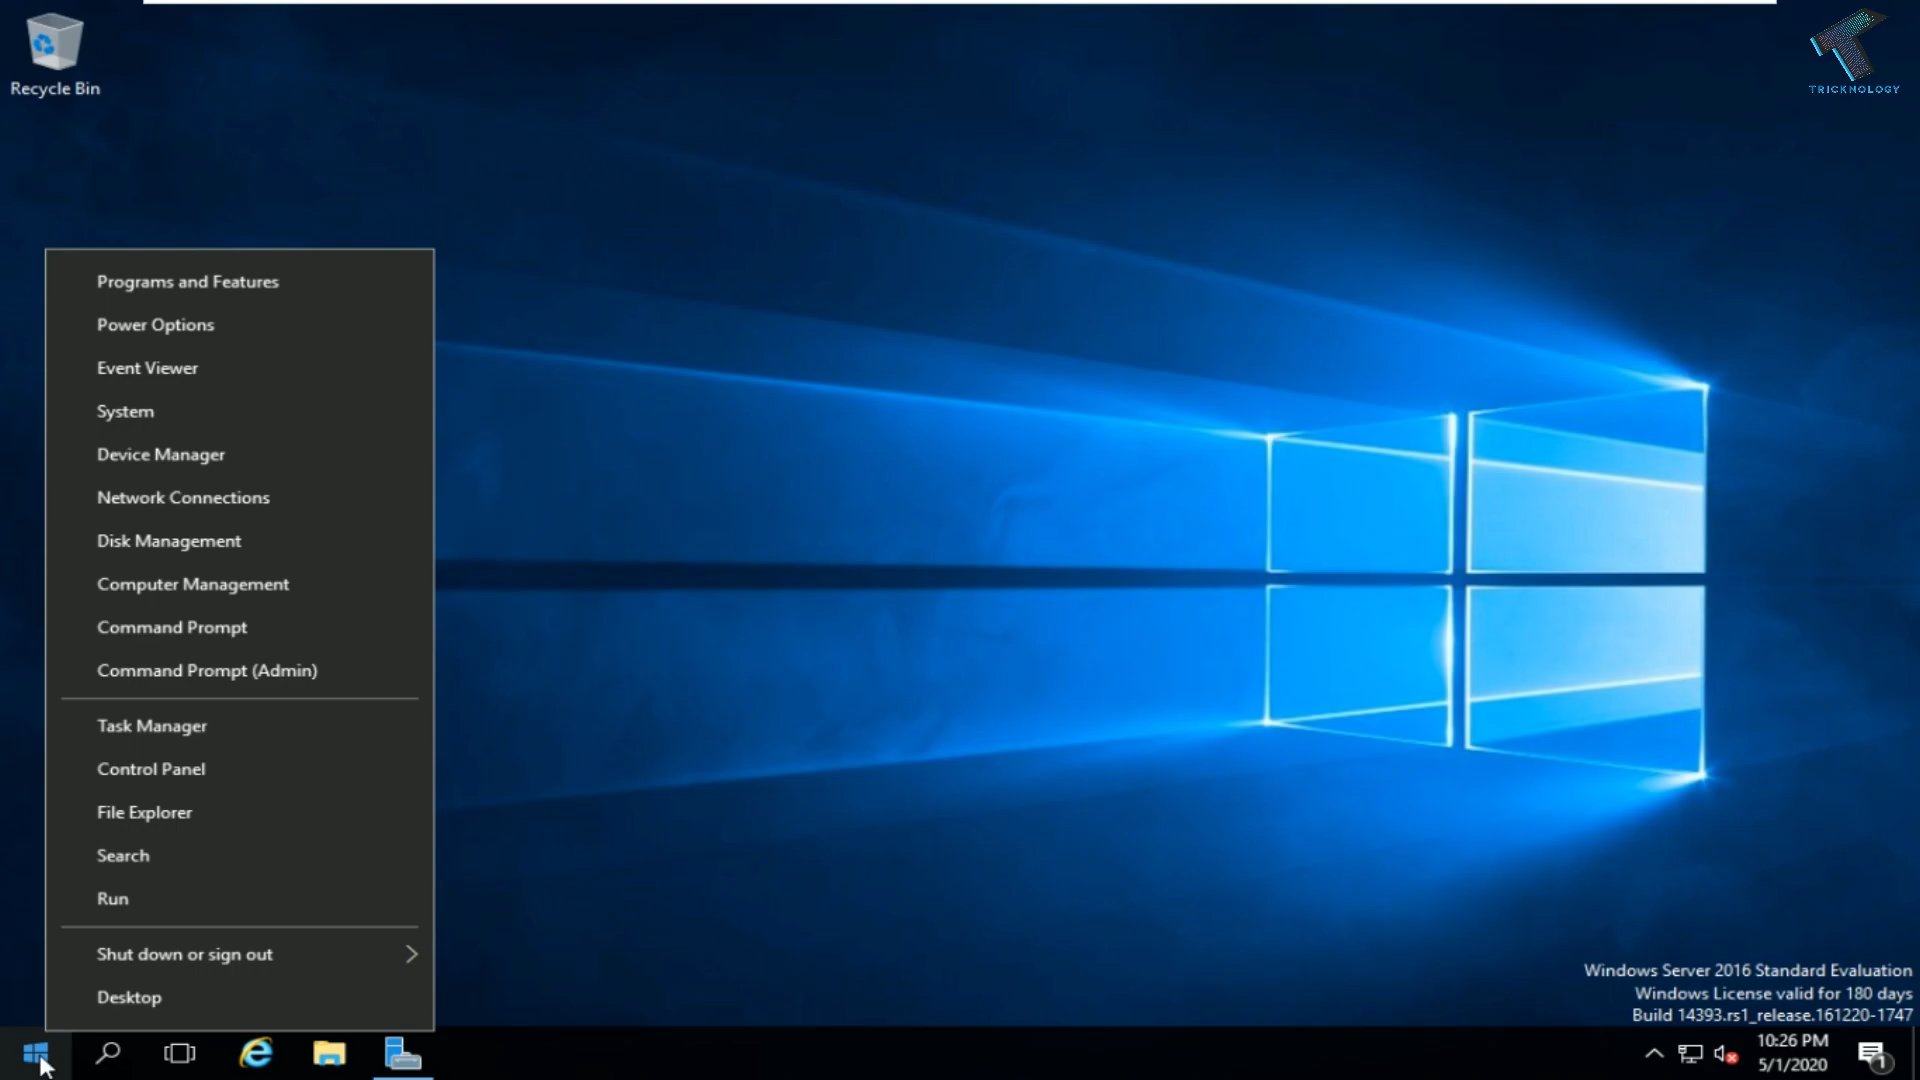 Recycle Bin
TRICKNOLOGY
Programs and Features
Power Options
Event Viewer
System
Device Manager
Network Connections
Disk Management
Computer Management
Command Prompt
Command Prompt (Admin)
Task Manager
Control Panel
File Explorer
Search
Run
Shut down or sign out
Desktop
Windows Server 2016 Standard Evaluation
Windows License valid for 180 days
Build 14393.rs1_release.161220-1747
10:26 PM
5/1/2020
1